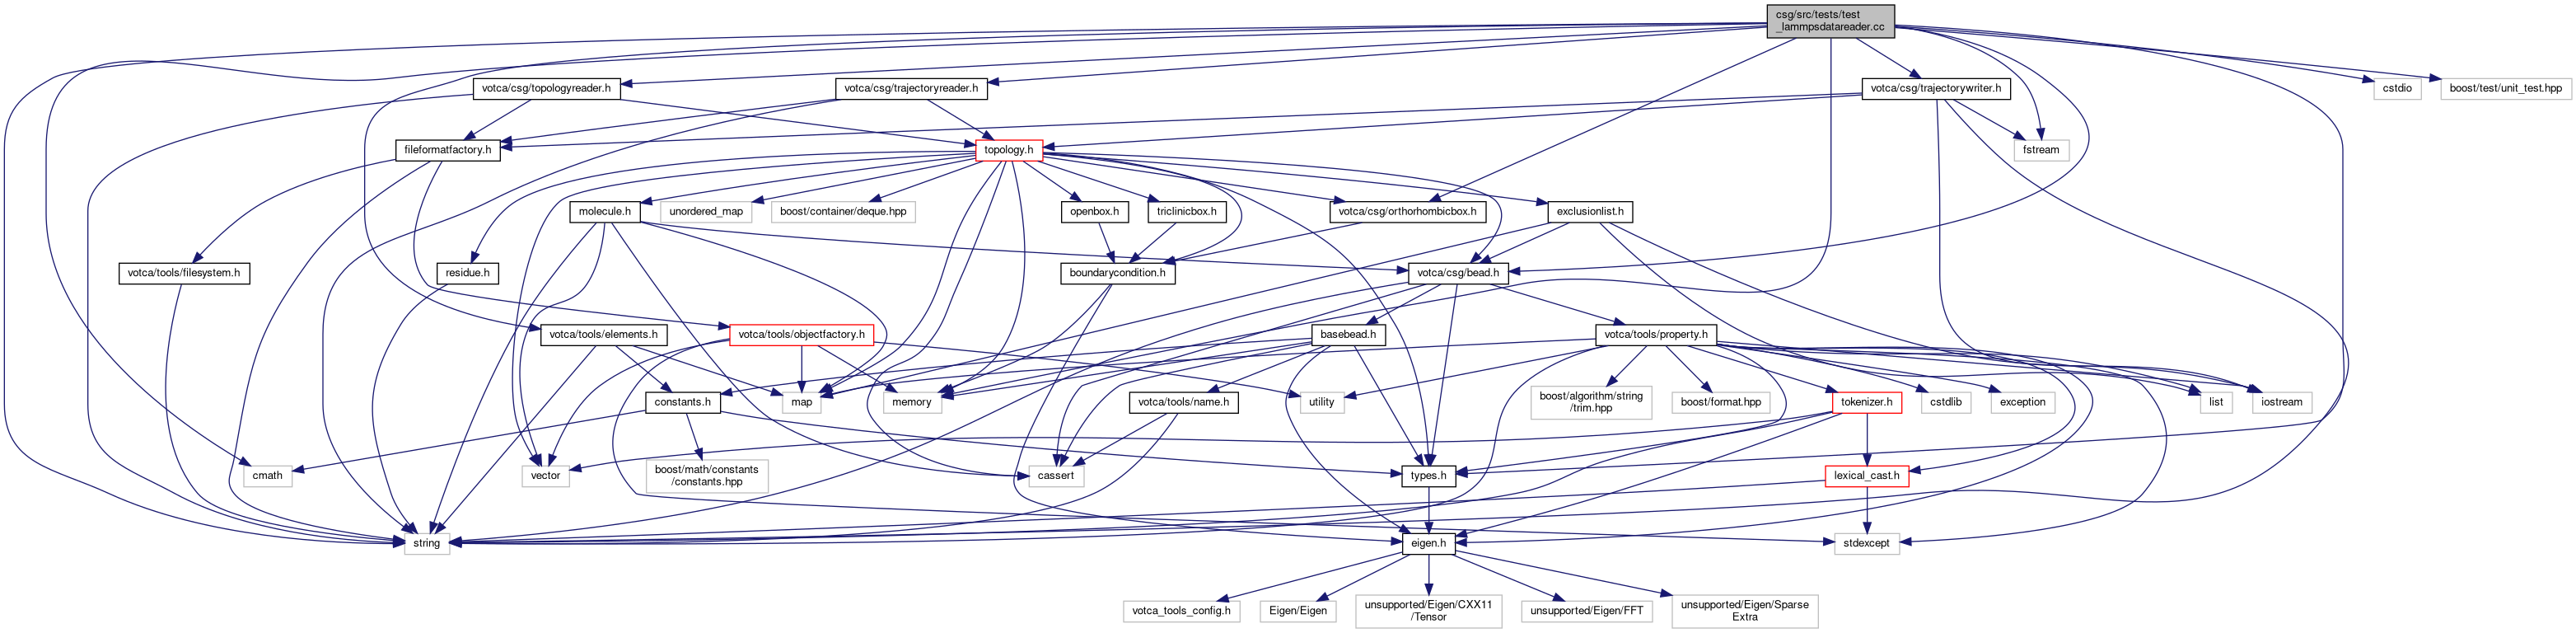 csg/src/tests/test
_lammpsdatareader.cc
votca/csg/topologyreader.h
votca/csg/trajectoryreader.h
votca/csg/trajectorywriter.h
cstdio
boost/test/unit_test.hpp
fileformatfactory.h
topology.h
fstream
molecule.h
unordered_map
boost/container/deque.hpp
openbox.h
triclinicbox.h
votca/csg/orthorhombicbox.h
exclusionlist.h
votca/tools/filesystem.h
residue.h
boundarycondition.h
votca/csg/bead.h
votca/tools/elements.h
votca/tools/objectfactory.h
basebead.h
votca/tools/property.h
constants.h
map
memory
votca/tools/name.h
utility
boost/algorithm/string
/trim.hpp
boost/format.hpp
tokenizer.h
cstdlib
exception
list
iostream
cmath
vector
boost/math/constants
/constants.hpp
cassert
types.h
lexical_cast.h
string
eigen.h
stdexcept
votca_tools_config.h
Eigen/Eigen
unsupported/Eigen/CXX11
/Tensor
unsupported/Eigen/FFT
unsupported/Eigen/Sparse
Extra